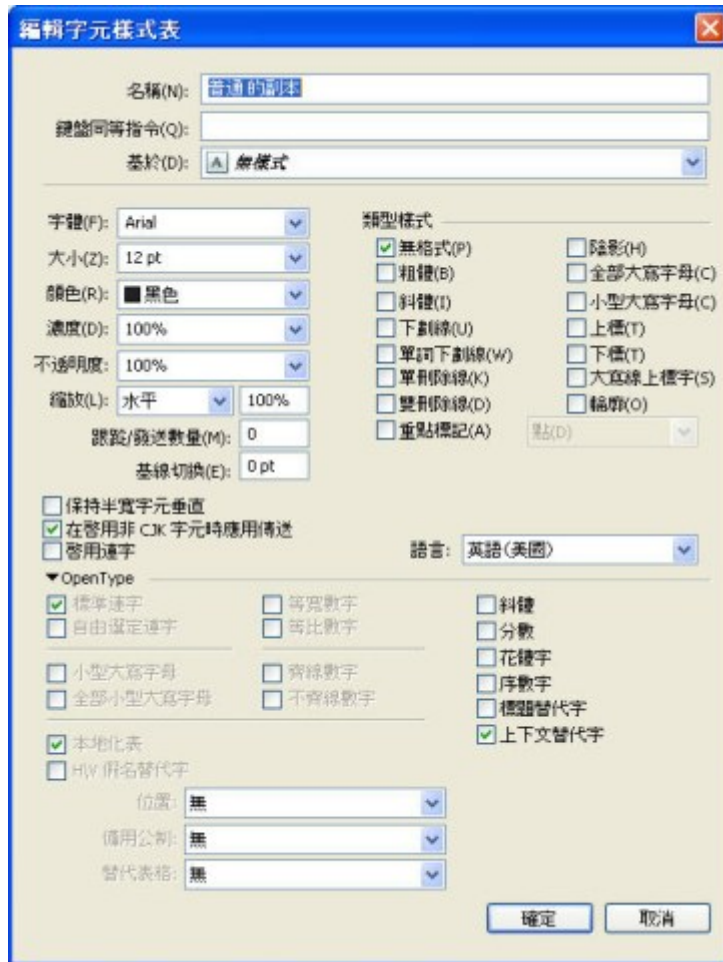 編輯字元樣式表
名稱(N): 普通 的副本
鍵盤同等指令(Q):
基於(D): A 無樣式
字體(F): Arial
大小(Z): 12 pt
顏色(R): 黑色
濃度(D): 100%
不透明度: 100%
縮放(L): 水平 100%
跟蹤/發送數量(M): 0
基線切換(E): 0 pt
類型樣式
無格式(P) 陰影(H)
粗體(B) 全部大寫字母(C)
斜體(I) 小型大寫字母(C)
下劃線(U) 上標(T)
單詞下劃線(W) 下標(T)
單刪除線(K) 大寫線上標字(S)
雙刪除線(D) 輪廓(O)
重點標記(A) 點(D)
保持半寬字元垂直
在啓用非 CJK 字元時應用傳送
啓用連字
語言: 英語(美國)
OpenType
標準連字 等寬數字
自由選定連字 等比數字
小型大寫字母 齊線數字
全部小型大寫字母 不齊線數字
本地化表
H\V 假名替代字
斜體
分數
花體字
序數字
標題替代字
上下文替代字
位置: 無
備用公制: 無
替代表格: 無
確定 取消